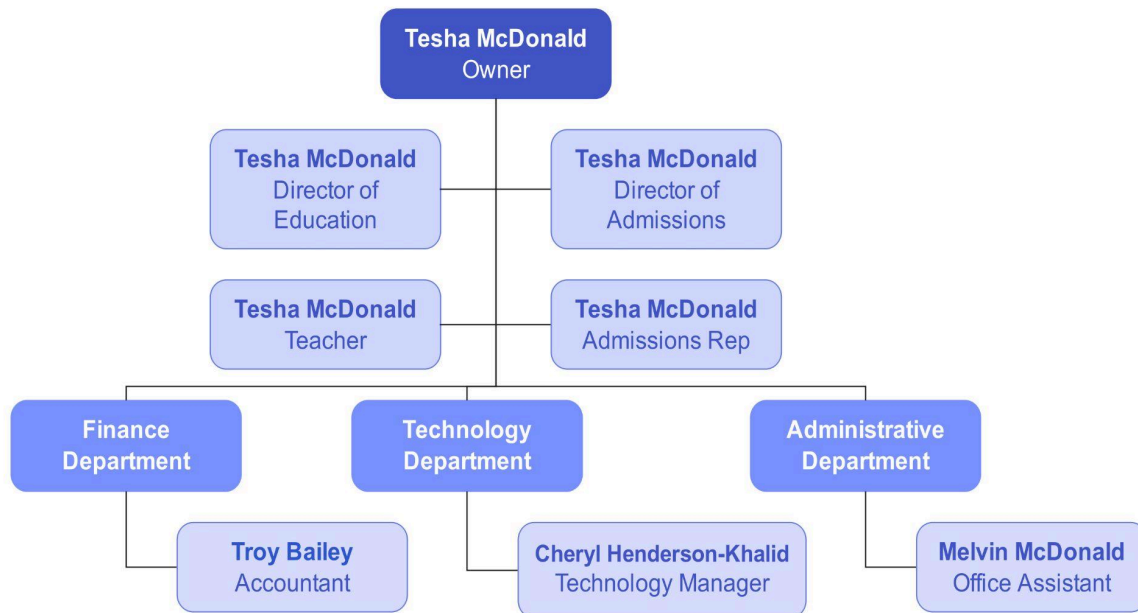 Tesha McDonald
Owner
Tesha McDonald
Director of
Education
Tesha McDonald
Director of
Admissions
Tesha McDonald
Teacher
Tesha McDonald
Admissions Rep
Finance
Department
Technology
Department
Administrative
Department
Troy Bailey
Accountant
Cheryl Henderson-Khalid
Technology Manager
Melvin McDonald
Office Assistant